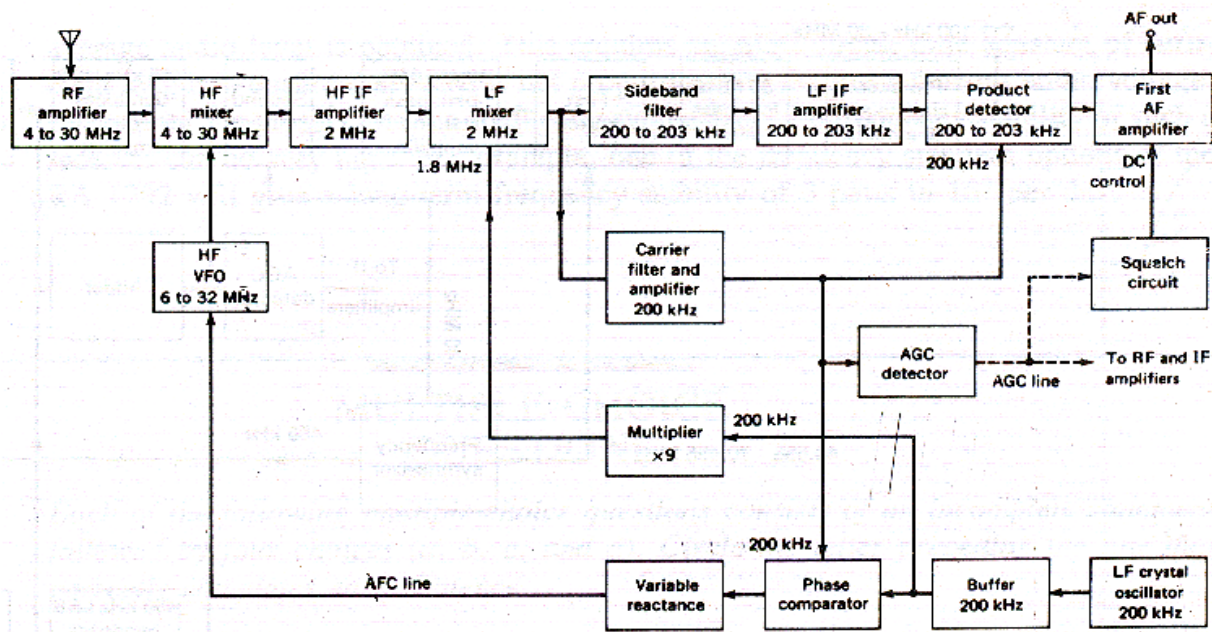 AF out
RF
amplifier
4 to 30 MHz
HF
mixer
4 to 30 MHz
HF IF
amplifier
2 MHz
LF
mixer
2 MHz
Sideband
filter
200 to 203 kHz
LF IF
amplifier
200 to 203 kHz
Product
detector
200 to 203 kHz
First
AF
amplifier
1.8 MHz
200 kHz
DC
control
HF
VFO
6 to 32 MHz
Carrier
filter and
amplifier
200 kHz
Squelch
circuit
AGC
detector
AGC line
To RF and IF
amplifiers
Multiplier
×9
200 kHz
200 kHz
AFC line
Variable
reactance
Phase
comparator
Buffer
200 kHz
LF crystal
oscillator
200 kHz